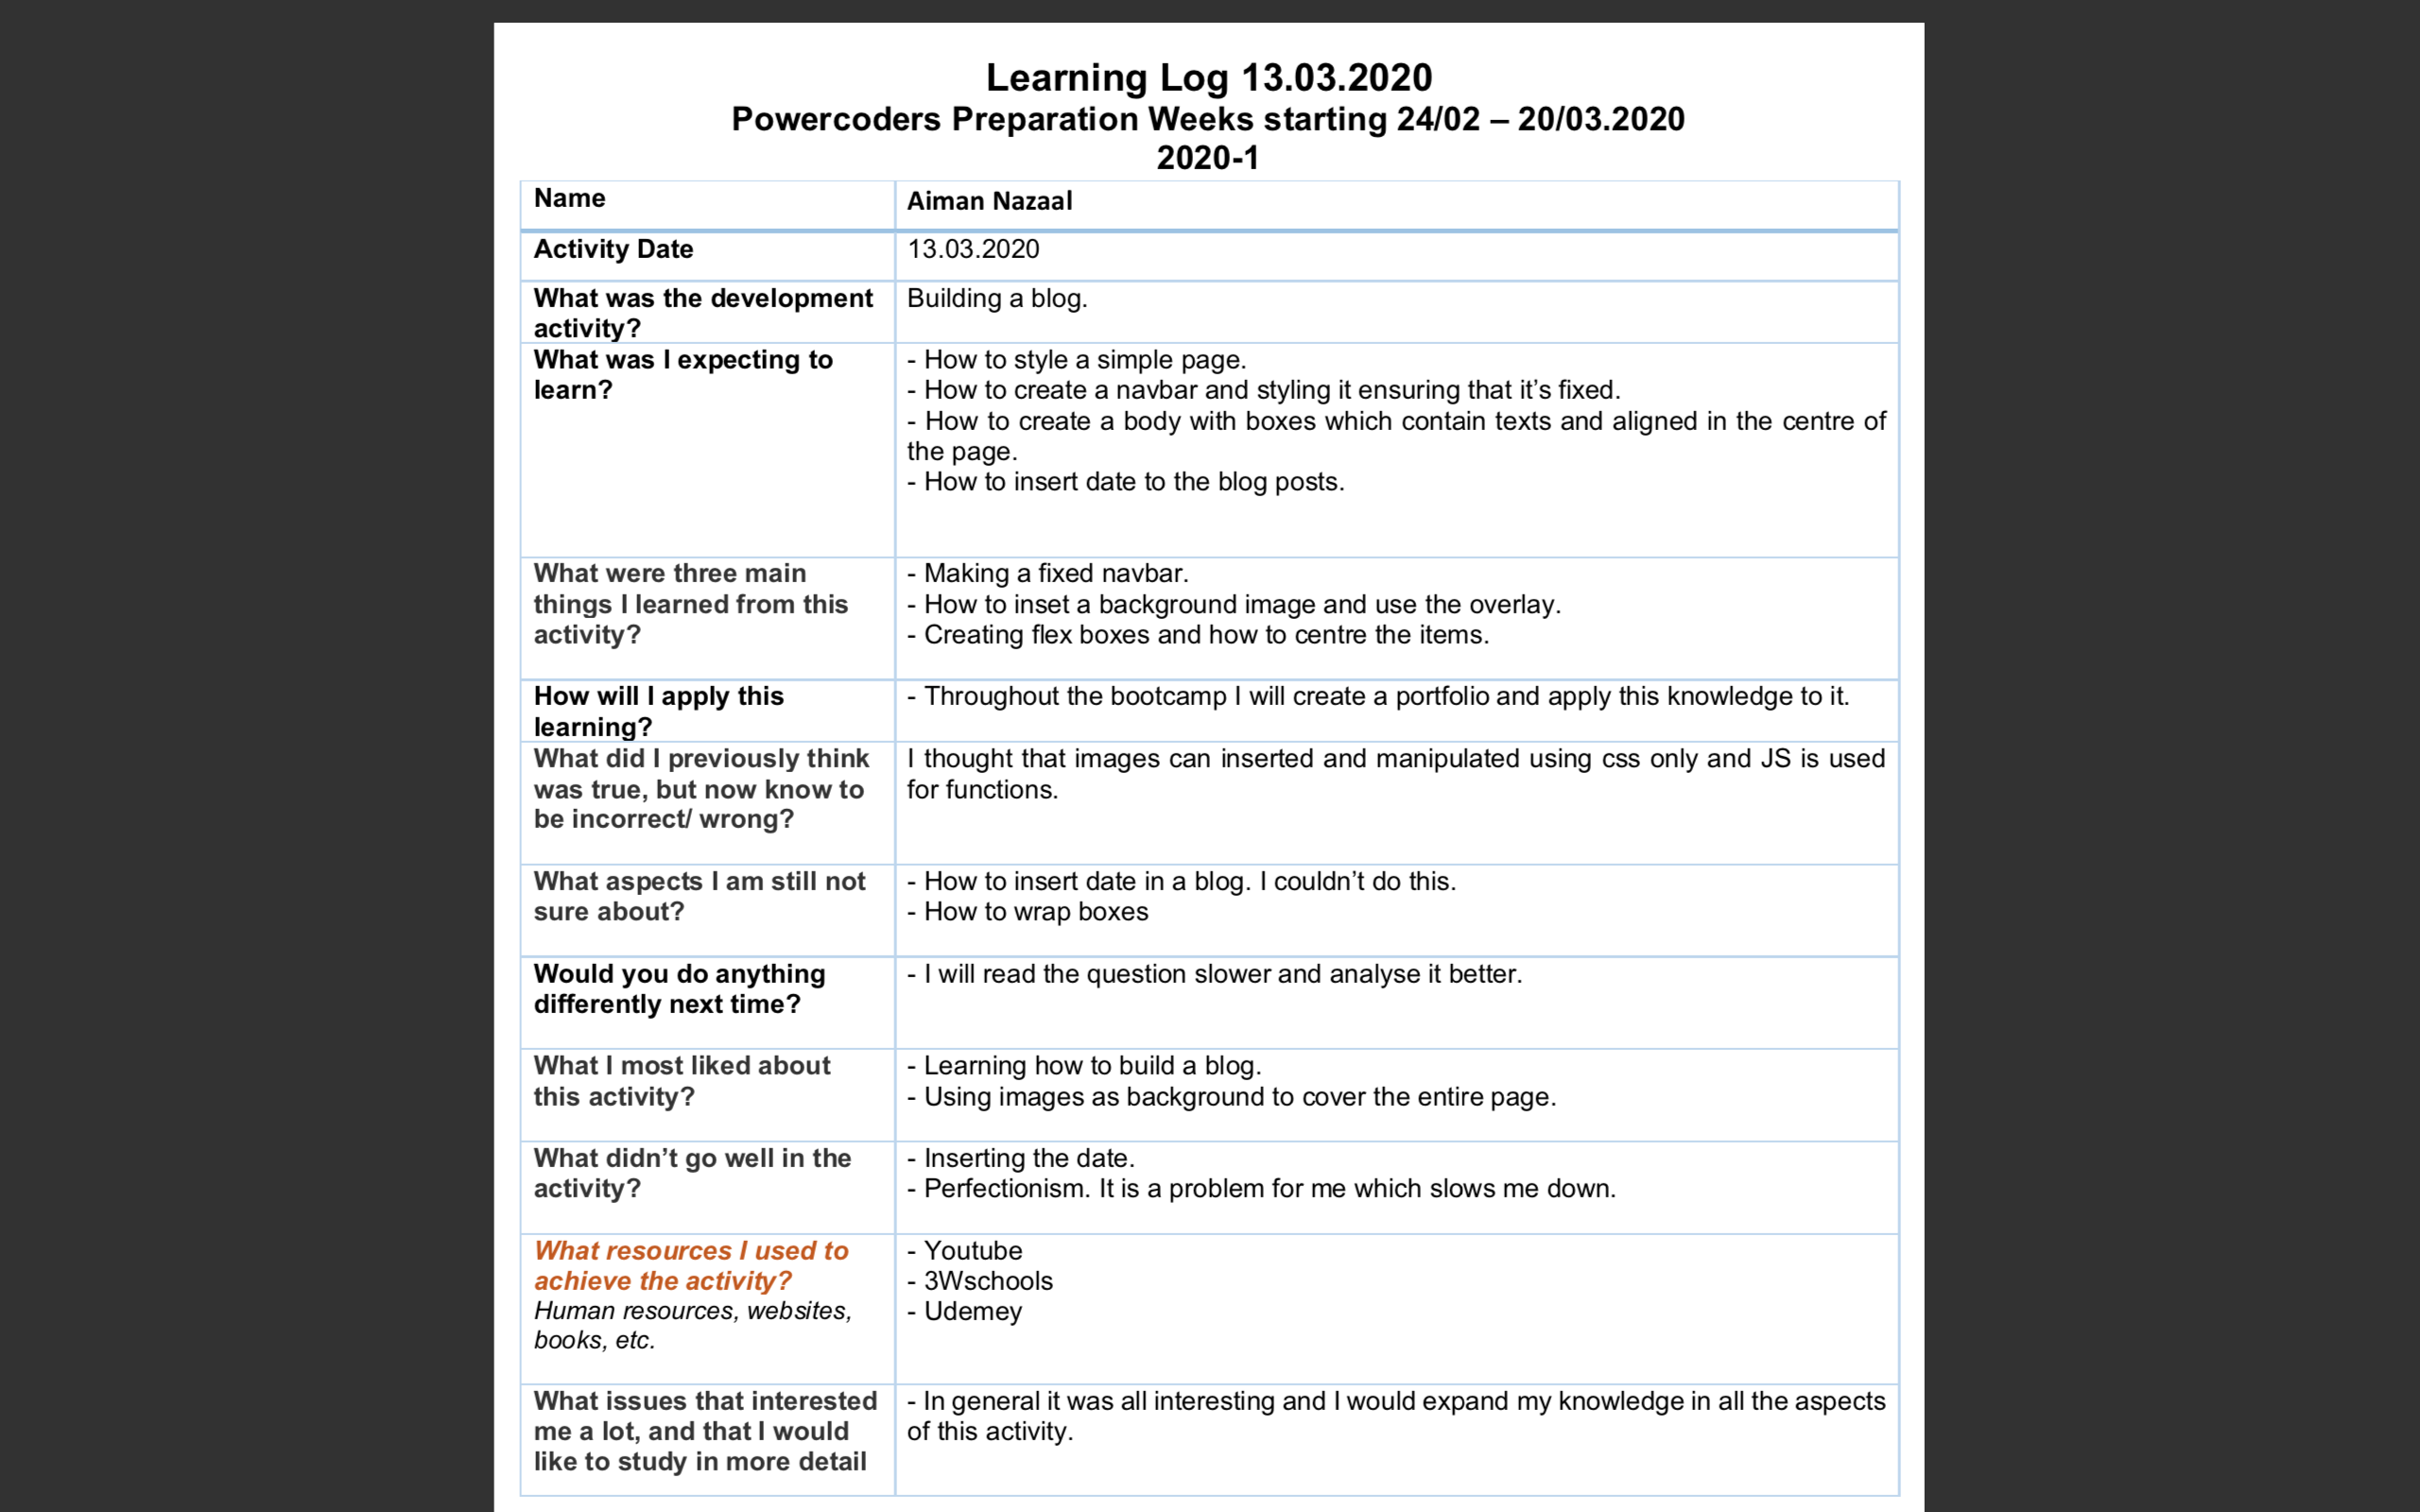 Learning Log 13.03.2020
Powercoders Preparation Weeks starting 24/02 – 20/03.2020
2020-1
Name
Aiman Nazaal
Activity Date
13.03.2020
What was the development
activity?
Building a blog.
What was I expecting to
learn?
- How to style a simple page.
- How to create a navbar and styling it ensuring that it’s fixed.
- How to create a body with boxes which contain texts and aligned in the centre of
the page.
- How to insert date to the blog posts.
What were three main
things I learned from this
activity?
- Making a fixed navbar.
- How to inset a background image and use the overlay.
- Creating flex boxes and how to centre the items.
How will I apply this
learning?
- Throughout the bootcamp I will create a portfolio and apply this knowledge to it.
What did I previously think
was true, but now know to
be incorrect/ wrong?
I thought that images can inserted and manipulated using css only and JS is used
for functions.
What aspects I am still not
sure about?
- How to insert date in a blog. I couldn’t do this.
- How to wrap boxes
Would you do anything
differently next time?
- I will read the question slower and analyse it better.
What I most liked about
this activity?
- Learning how to build a blog.
- Using images as background to cover the entire page.
What didn’t go well in the
activity?
- Inserting the date.
- Perfectionism. It is a problem for me which slows me down.
What resources I used to
achieve the activity?
Human resources, websites,
books, etc.
- Youtube
- 3Wschools
- Udemey
What issues that interested
me a lot, and that I would
like to study in more detail
- In general it was all interesting and I would expand my knowledge in all the aspects
of this activity.